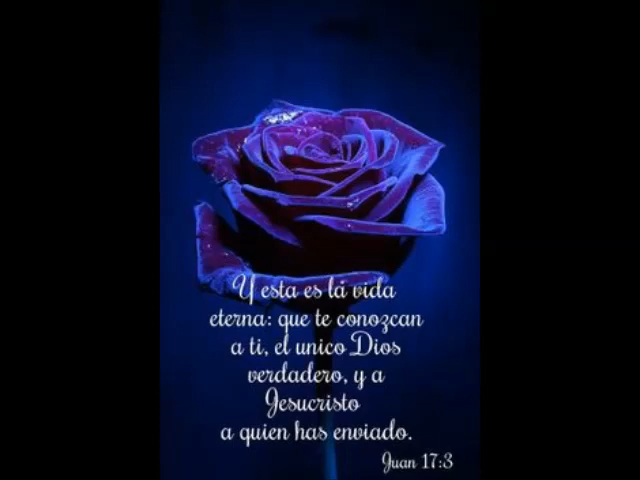 Y esta es la vida
eterna: que te conozcan
a ti, el unico Dios
verdadero, y a
Jesucristo
a quien has enviado.
Juan 17:3